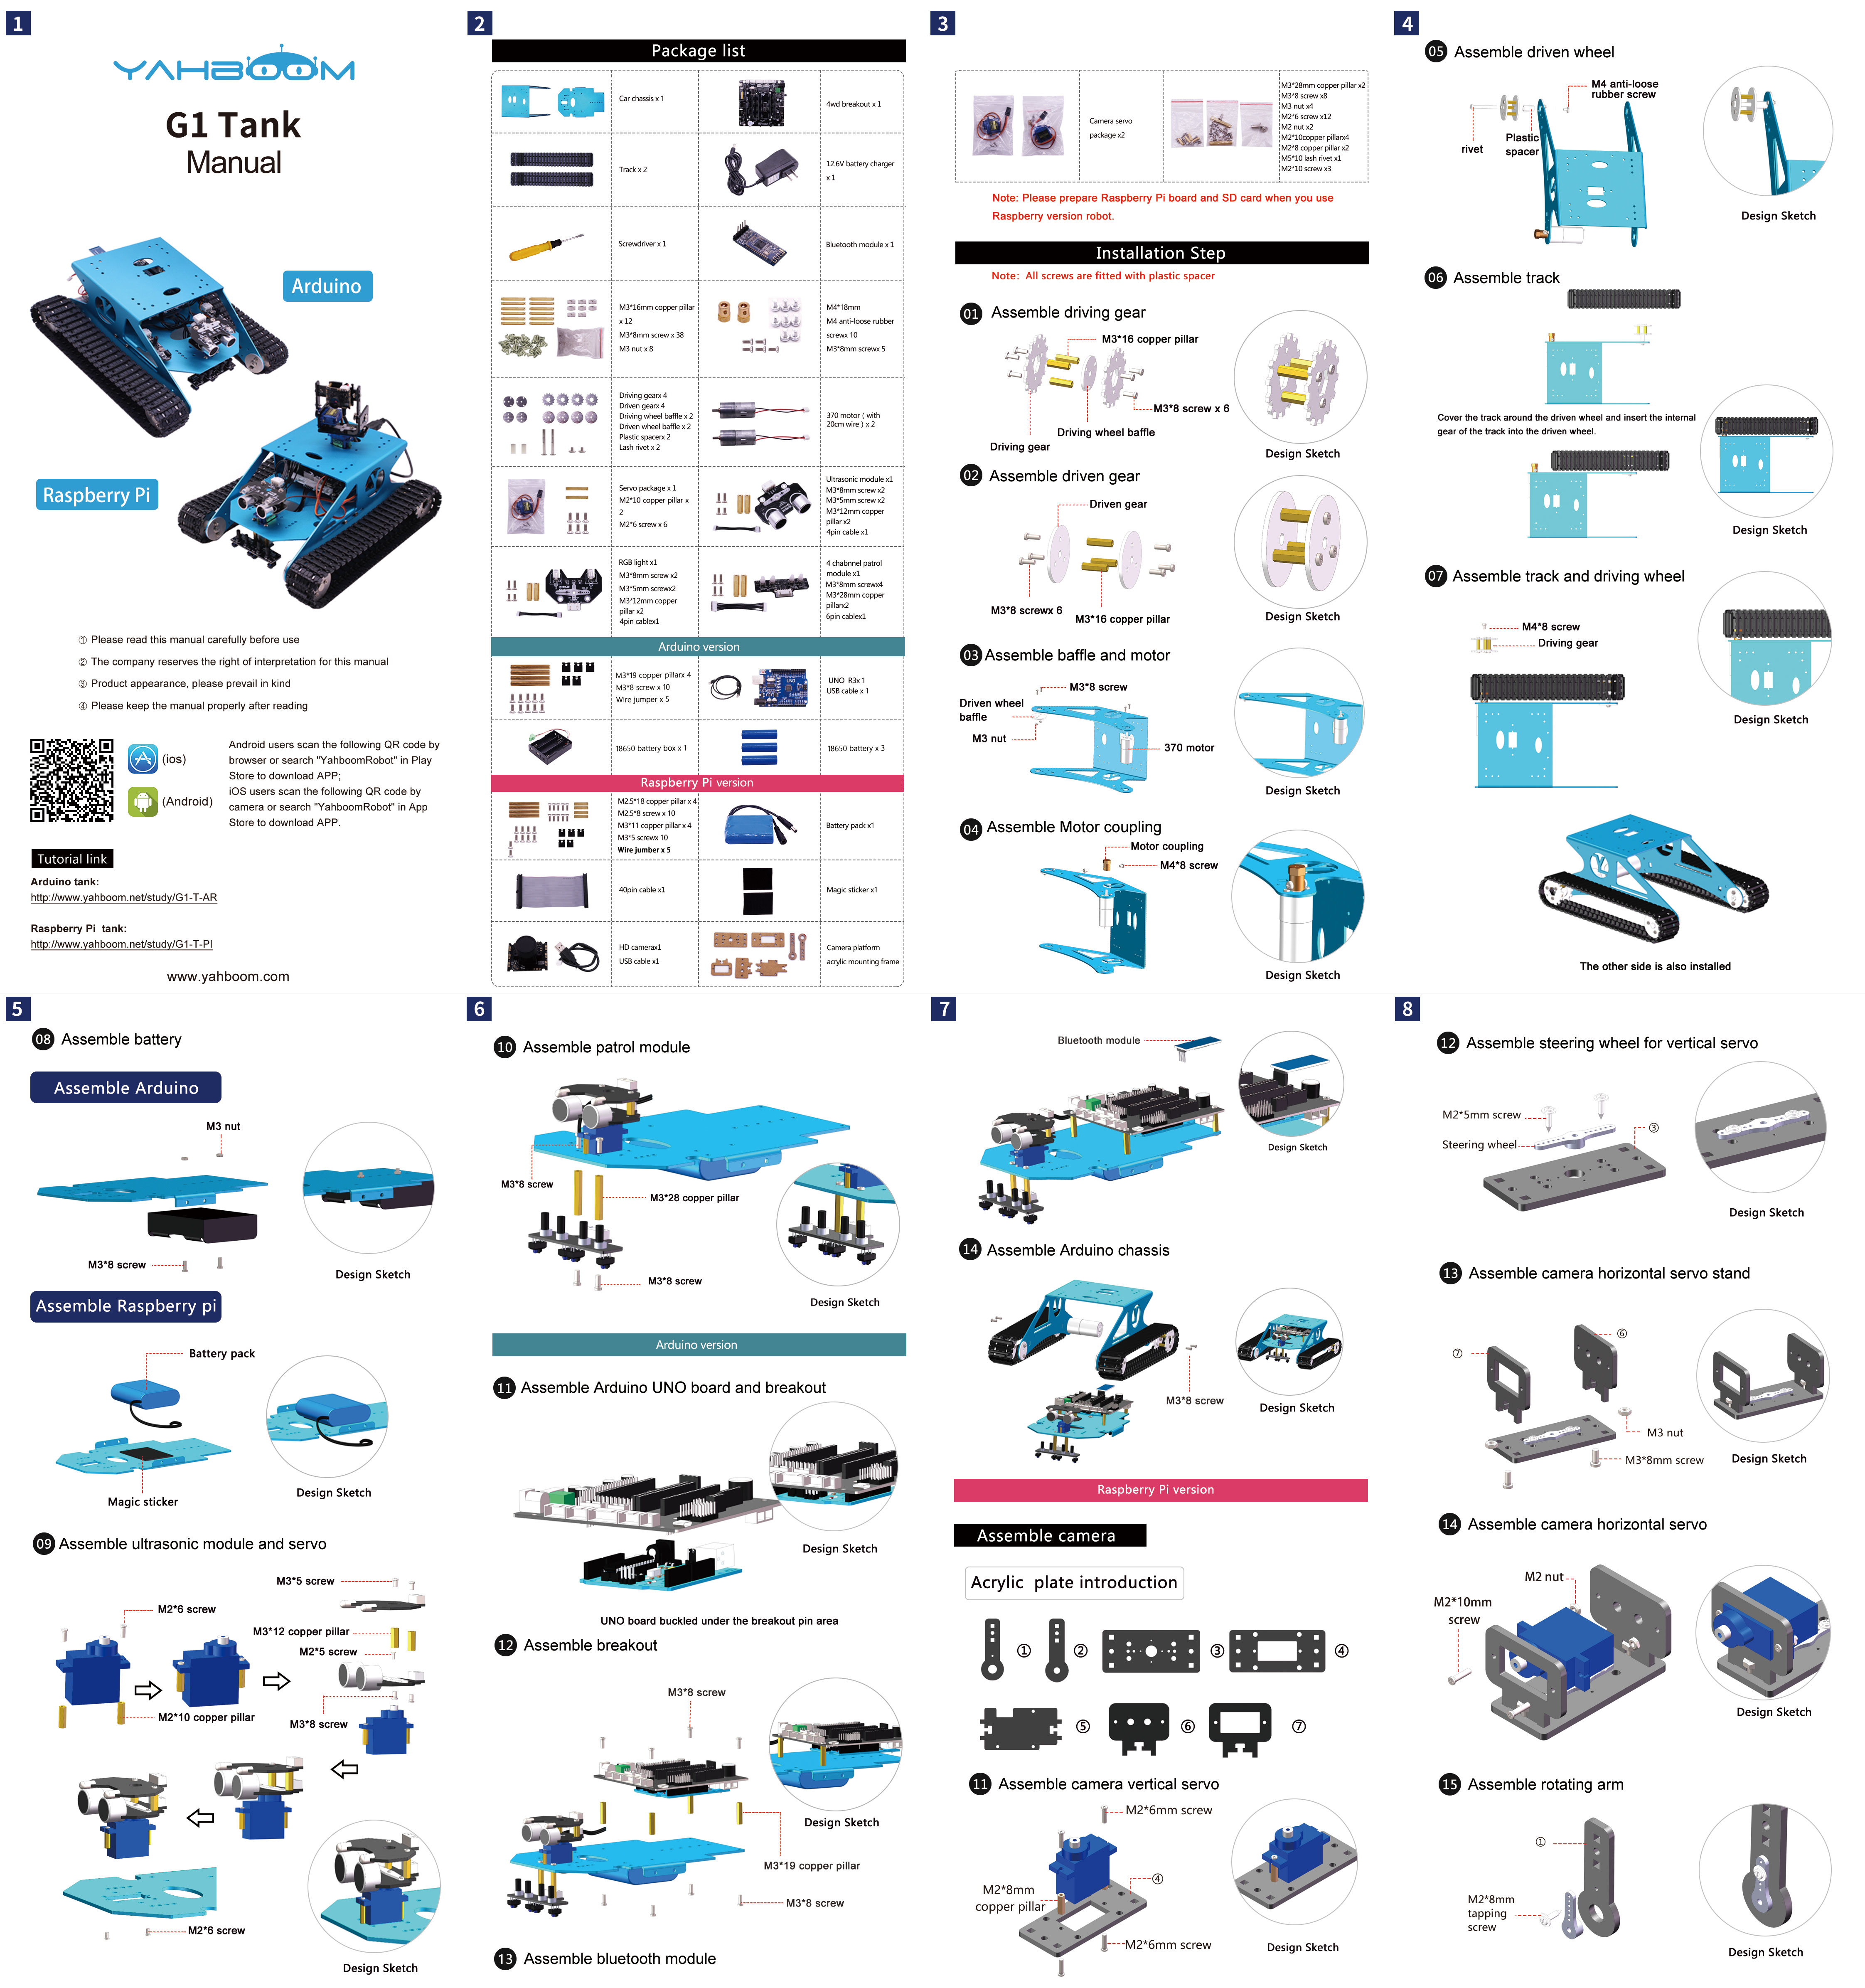 1
YAHBOOM
G1 Tank
Manual
Arduino
Raspberry Pi
① Please read this manual carefully before use
② The company reserves the right of interpretation for this manual
③ Product appearance, please prevail in kind
④ Please keep the manual properly after reading
(ios)
(Android)
Android users scan the following QR code by
browser or search "YahboomRobot" in Play
Store to download APP;
iOS users scan the following QR code by
camera or search "YahboomRobot" in App
Store to download APP.
Tutorial link
Arduino tank:
http://www.yahboom.net/study/G1-T-AR
Raspberry Pi tank:
http://www.yahboom.net/study/G1-T-PI
www.yahboom.com
2
Package list
Car chassis x 1
4wd breakout x 1
Track x 2
12.6V battery charger
x 1
Screwdriver x 1
Bluetooth module x 1
M3*16mm copper pillar
x 12
M3*8mm screw x 38
M3 nut x 8
M4*18mm
M4 anti-loose rubber
screwx 10
M3*8mm screwx 5
Driving gearx 4
Driven gearx 4
Driving wheel baffle x 2
Driven wheel baffle x 2
Plastic spacerx 2
Lash rivet x 2
370 motor ( with
20cm wire ) x 2
Servo package x 1
M2*10 copper pillar x
2
M2*6 screw x 6
Ultrasonic module x1
M3*8mm screw x2
M3*5mm screw x2
M3*12mm copper
pillar x2
4pin cable x1
RGB light x1
M3*8mm screw x2
M3*5mm screwx2
M3*12mm copper
pillar x2
4pin cablex1
4 chabnnel patrol
module x1
M3*8mm screwx4
M3*28mm copper
pillarx2
6pin cablex1
Arduino version
M3*19 copper pillarx 4
M3*8 screw x 10
Wire jumper x 5
UNO R3x 1
USB cable x 1
18650 battery box x 1
18650 battery x 3
Raspberry Pi version
M2.5*18 copper pillar x 4
M2.5*8 screw x 10
M3*11 copper pillar x 4
M3*5 screwx 10
Wire jumber x 5
Battery pack x1
40pin cable x1
Magic sticker x1
HD camerax1
USB cable x1
Camera platform
acrylic mounting frame
3
Camera servo
package x2
M3*28mm copper pillar x2
M3*8 screw x8
M3 nut x4
M2*6 screw x12
M2 nut x2
M2*10copper pillarx4
M2*8 copper pillar x2
M5*10 lash rivet x1
M2*10 screw x3
Note: Please prepare Raspberry Pi board and SD card when you use
Raspberry version robot.
Installation Step
Note: All screws are fitted with plastic spacer
01 Assemble driving gear
M3*16 copper pillar
M3*8 screw x 6
Driving wheel baffle
Driving gear
Design Sketch
02 Assemble driven gear
Driven gear
M3*8 screwx 6
M3*16 copper pillar
Design Sketch
03 Assemble baffle and motor
M3*8 screw
Driven wheel
baffle
M3 nut
370 motor
Design Sketch
04 Assemble Motor coupling
Motor coupling
M4*8 screw
Design Sketch
4
05 Assemble driven wheel
M4 anti-loose
rubber screw
Plastic
spacer
rivet
Design Sketch
06 Assemble track
Cover the track around the driven wheel and insert the internal
gear of the track into the driven wheel.
Design Sketch
07 Assemble track and driving wheel
M4*8 screw
Driving gear
Design Sketch
The other side is also installed
5
08 Assemble battery
Assemble Arduino
M3 nut
M3*8 screw
Design Sketch
Assemble Raspberry pi
Battery pack
Magic sticker
Design Sketch
09 Assemble ultrasonic module and servo
M3*5 screw
M2*6 screw
M3*12 copper pillar
M2*5 screw
M2*10 copper pillar
M3*8 screw
M2*6 screw
Design Sketch
6
10 Assemble patrol module
M3*8 screw
M3*28 copper pillar
M3*8 screw
Design Sketch
Arduino version
11 Assemble Arduino UNO board and breakout
Design Sketch
UNO board buckled under the breakout pin area
12 Assemble breakout
M3*8 screw
Design Sketch
M3*19 copper pillar
M3*8 screw
13 Assemble bluetooth module
7
Bluetooth module
Design Sketch
14 Assemble Arduino chassis
M3*8 screw
Design Sketch
Raspberry Pi version
Assemble camera
Acrylic plate introduction
① ② ③ ④
⑤ ⑥ ⑦
11 Assemble camera vertical servo
M2*6mm screw
④
M2*8mm
copper pillar
M2*6mm screw
Design Sketch
8
12 Assemble steering wheel for vertical servo
M2*5mm screw
Steering wheel
③
Design Sketch
13 Assemble camera horizontal servo stand
⑥
⑦
M3 nut
M3*8mm screw
Design Sketch
14 Assemble camera horizontal servo
M2 nut
M2*10mm
screw
Design Sketch
15 Assemble rotating arm
①
M2*8mm
tapping
screw
Design Sketch